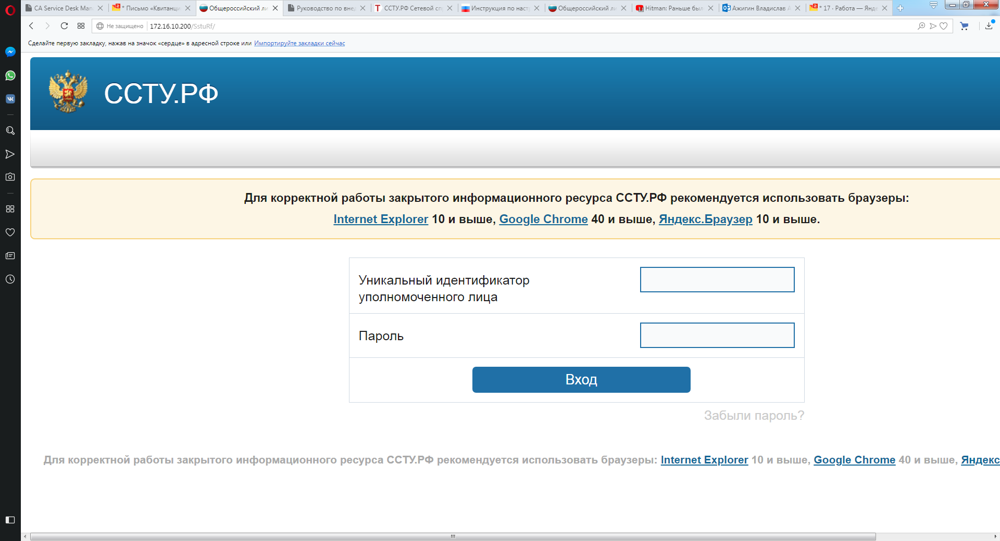 CA Service Desk Man
* Письмо «Квитанци
Общероссийский ли
Руководство по внед
ССТУ.РФ Сетевой сп
Инструкция по наст
Общероссийский ли
Hitman: Раньше был
Ажигин Владислав А
* 17 · Работа — Янде
Не защищено 172.16.10.200/SstuRf/
Сделайте первую закладку, нажав на значок «сердце» в адресной строке или Импортируйте закладки сейчас
ССТУ.РФ
Для корректной работы закрытого информационного ресурса ССТУ.РФ рекомендуется использовать браузеры:
Internet Explorer 10 и выше, Google Chrome 40 и выше, Яндекс.Браузер 10 и выше.
Уникальный идентификатор
уполномоченного лица
Пароль
Вход
Забыли пароль?
Для корректной работы закрытого информационного ресурса ССТУ.РФ рекомендуется использовать браузеры: Internet Explorer 10 и выше, Google Chrome 40 и выше, Яндекс